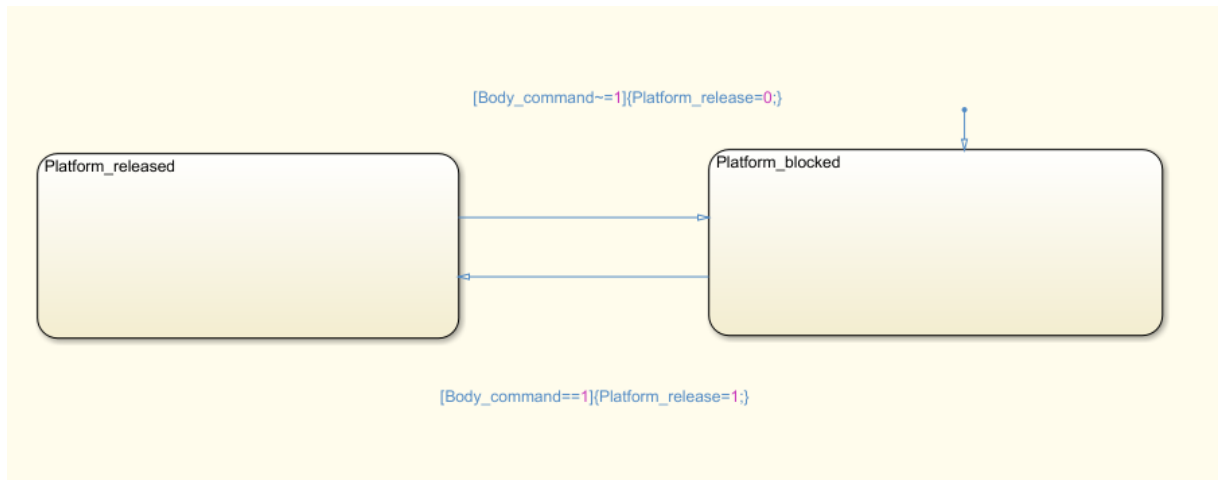 [Body_command~=1]{Platform_release=0;}
Platform_released
Platform_blocked
[Body_command==1]{Platform_release=1;}